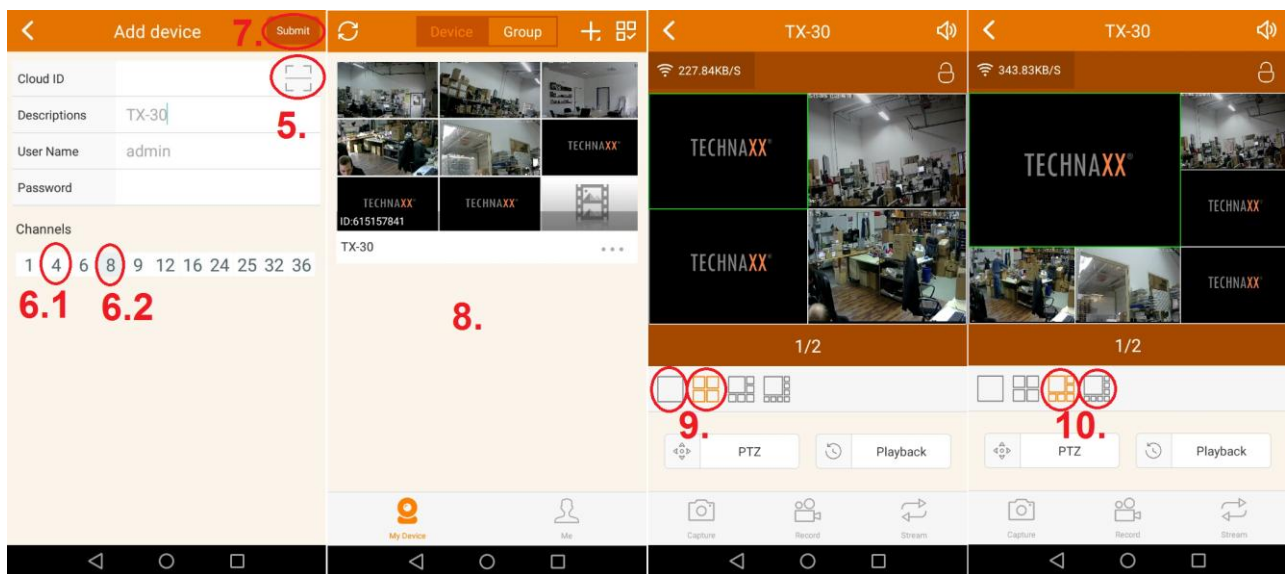 Add device
7.
Submit
Cloud ID
Descriptions
TX-30
5.
User Name
admin
Password
Channels
1 4 6 8 9 12 16 24 25 32 36
6.1
6.2
Device
Group
TECHNAXX
TECHNAXX
TECHNAXX
ID:615157841
TX-30
8.
My Device
Me
TX-30
227.84KB/S
TECHNAXX
TECHNAXX
1/2
9.
PTZ
Playback
Capture
Record
Stream
TX-30
343.83KB/S
TECHNAXX
TECHNAXX
TECHNAXX
1/2
10.
PTZ
Playback
Capture
Record
Stream